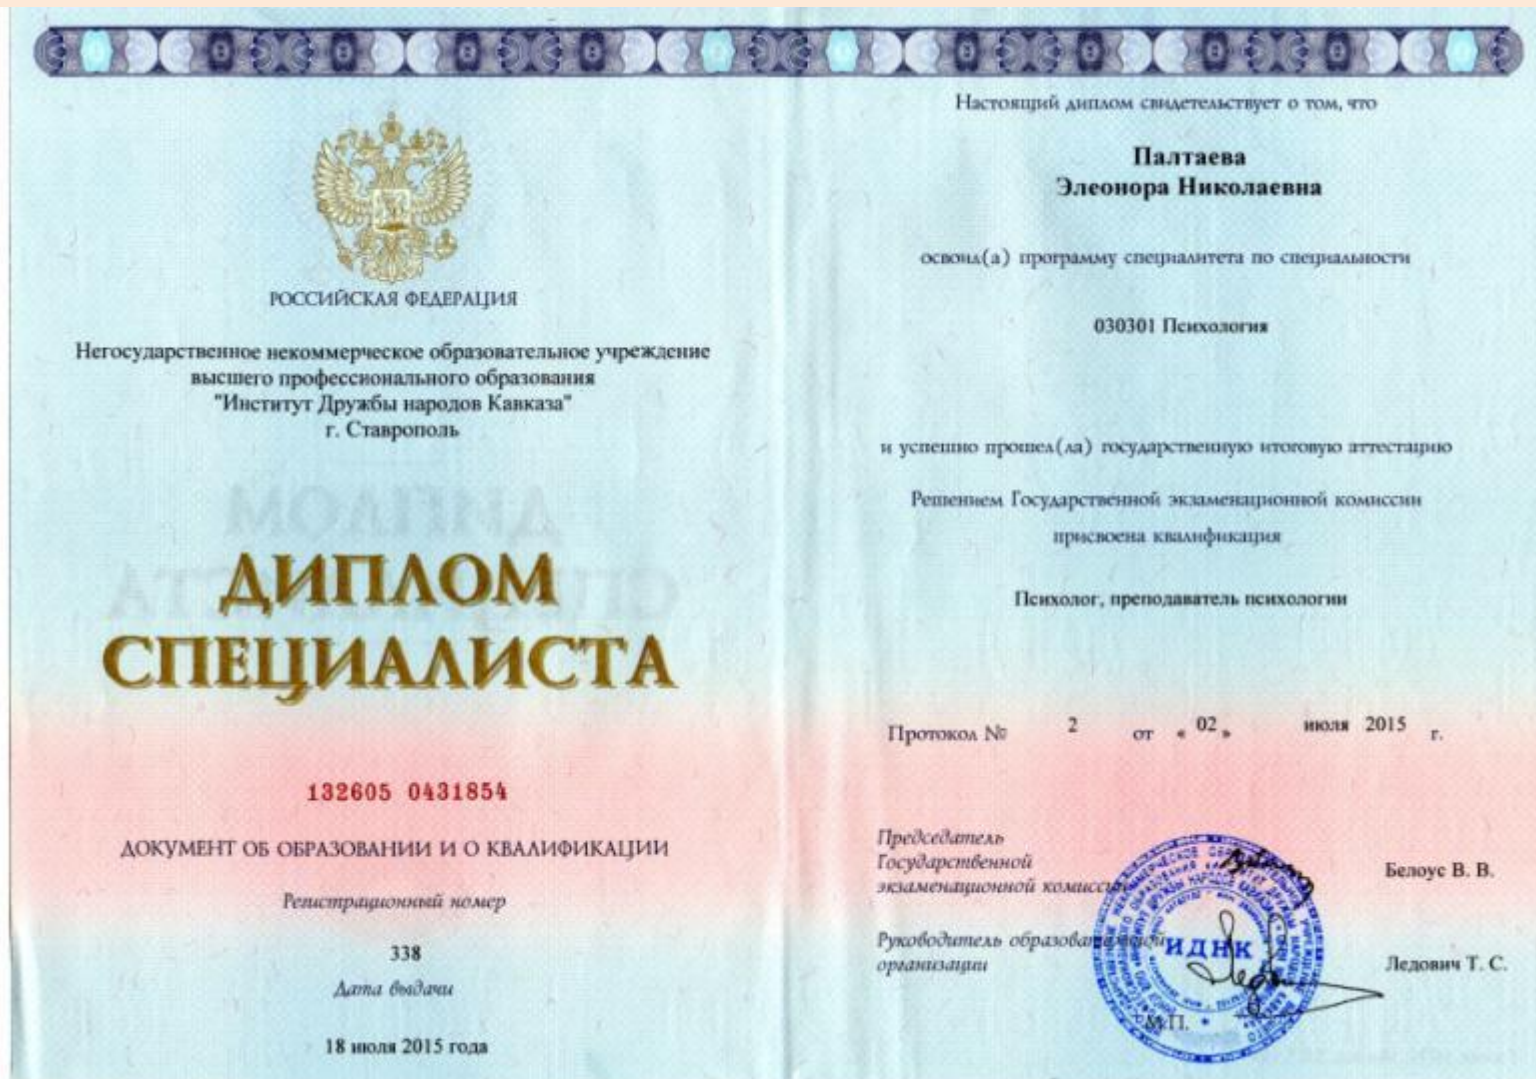 РОССИЙСКАЯ ФЕДЕРАЦИЯ
Негосударственное некоммерческое образовательное учреждение
высшего профессионального образования
"Институт Дружбы народов Кавказа"
г. Ставрополь
ДИПЛОМ
СПЕЦИАЛИСТА
132605 0431854
ДОКУМЕНТ ОБ ОБРАЗОВАНИИ И О КВАЛИФИКАЦИИ
Регистрационный номер
338
Дата выдачи
18 июля 2015 года
Настоящий диплом свидетельствует о том, что
Палтаева
Элеонора Николаевна
освоил(а) программу специалитета по специальности
030301 Психология
и успешно прошел(ла) государственную итоговую аттестацию
Решением Государственной экзаменационной комиссии
присвоена квалификация
Психолог, преподаватель психологии
Протокол № 2 от « 02 » июля 2015 г.
Председатель
Государственной
экзаменационной комиссии
Белоус В. В.
Руководитель образовательной
организации
Ледович Т. С.
ИДНК
М.П.